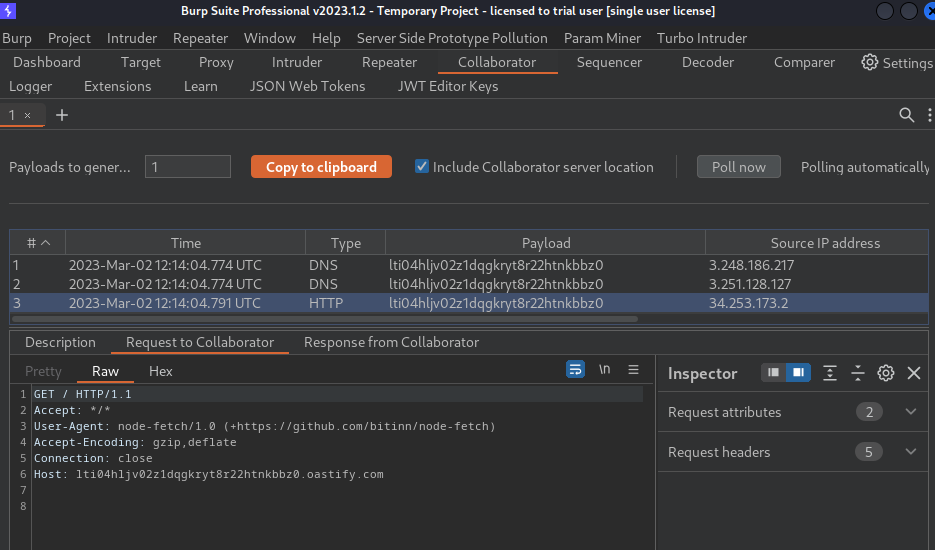 Burp Suite Professional v2023.1.2 - Temporary Project - licensed to trial user [single user license]
Burp Project Intruder Repeater Window Help Server Side Prototype Pollution Param Miner Turbo Intruder
Dashboard Target Proxy Intruder Repeater Collaborator Sequencer Decoder Comparer Settings
Logger Extensions Learn JSON Web Tokens JWT Editor Keys
1 × +
Payloads to gener... 1 Copy to clipboard Include Collaborator server location Poll now Polling automatically
# Time Type Payload Source IP address
1 2023-Mar-02 12:14:04.774 UTC DNS lti04hljv02z1dqgkryt8r22htnkbbz0 3.248.186.217
2 2023-Mar-02 12:14:04.774 UTC DNS lti04hljv02z1dqgkryt8r22htnkbbz0 3.251.128.127
3 2023-Mar-02 12:14:04.791 UTC HTTP lti04hljv02z1dqgkryt8r22htnkbbz0 34.253.173.2
Description Request to Collaborator Response from Collaborator
Pretty Raw Hex \n Inspector
1 GET / HTTP/1.1
2 Accept: */*
3 User-Agent: node-fetch/1.0 (+https://github.com/bitinn/node-fetch)
4 Accept-Encoding: gzip,deflate
5 Connection: close
6 Host: lti04hljv02z1dqgkryt8r22htnkbbz0.oastify.com
7
8
Request attributes 2
Request headers 5